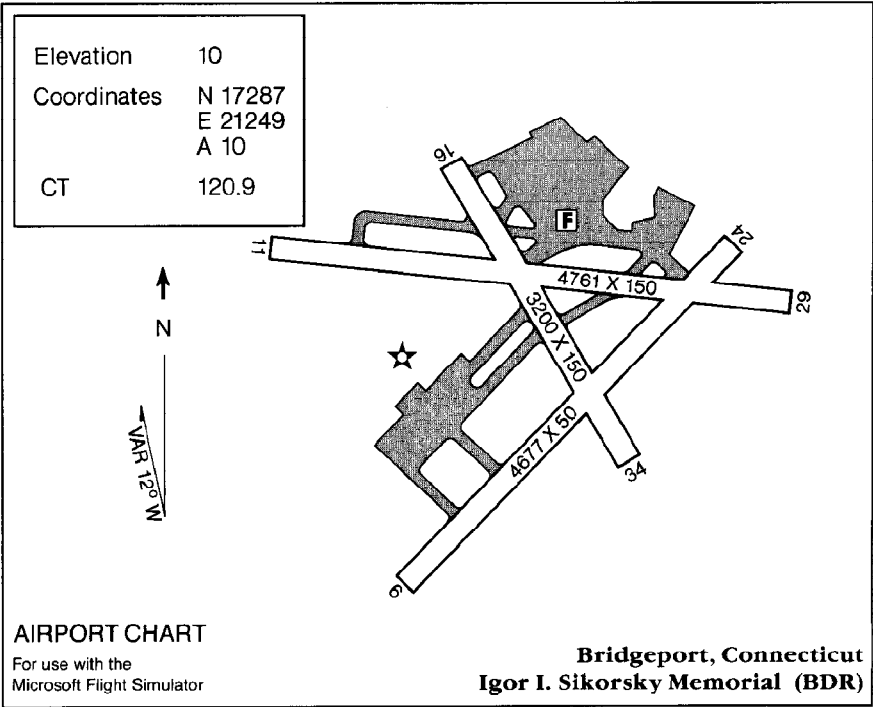 Elevation 10
Coordinates N 17287
E 21249
A 10
CT 120.9
16
F
24
11
4761 X 150
29
3200 X 150
N
VAR 12° W
4677 X 50
34
6
AIRPORT CHART
For use with the
Microsoft Flight Simulator
Bridgeport, Connecticut
Igor I. Sikorsky Memorial (BDR)